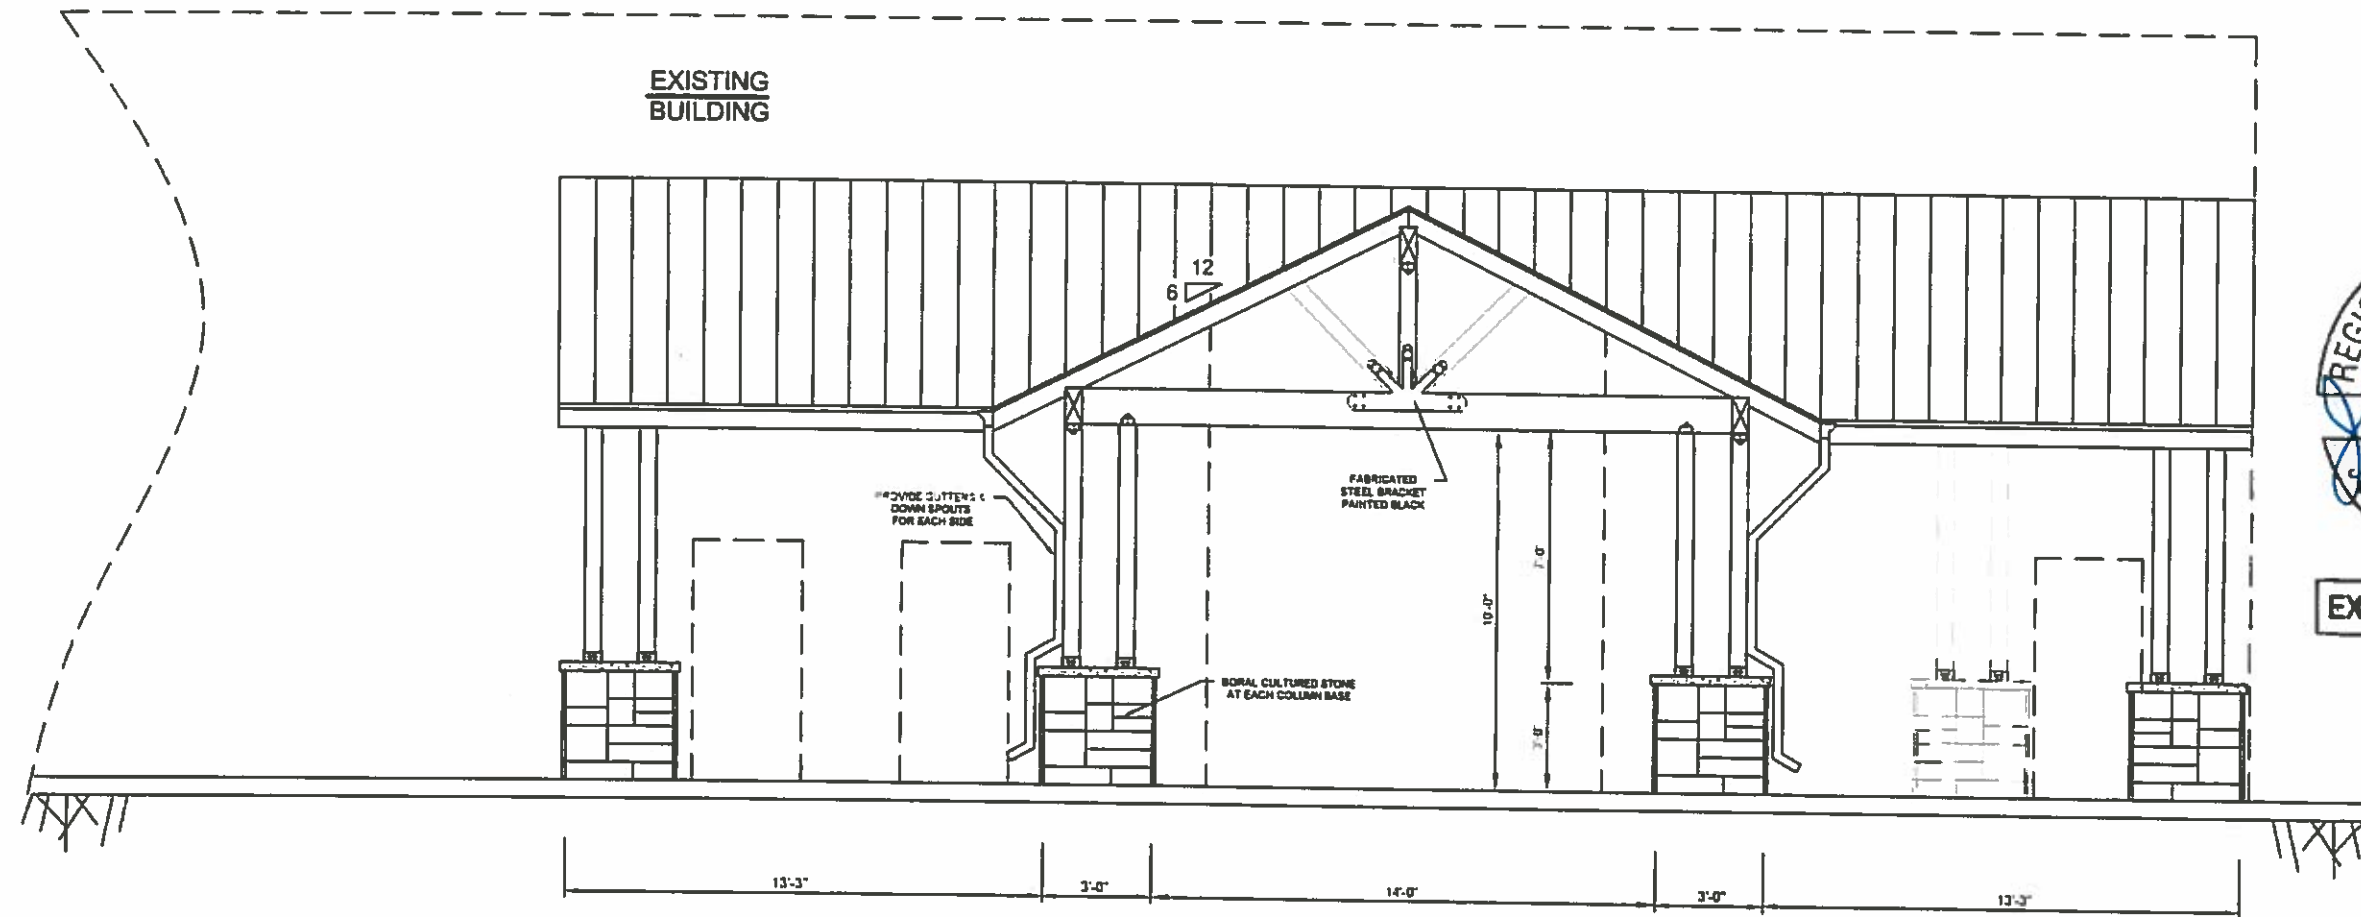 EXISTING
BUILDING
12
6
PROVIDE GUTTERS &
DOWN SPOUTS
FOR EACH SIDE
FABRICATED
STEEL BRACKET
PAINTED BLACK
7'-0"
10'-0"
3'-0"
BORAL CULTURED STONE
AT EACH COLUMN BASE
REGIS
EX
13'-3"
3'-0"
14'-0"
3'-0"
13'-3"